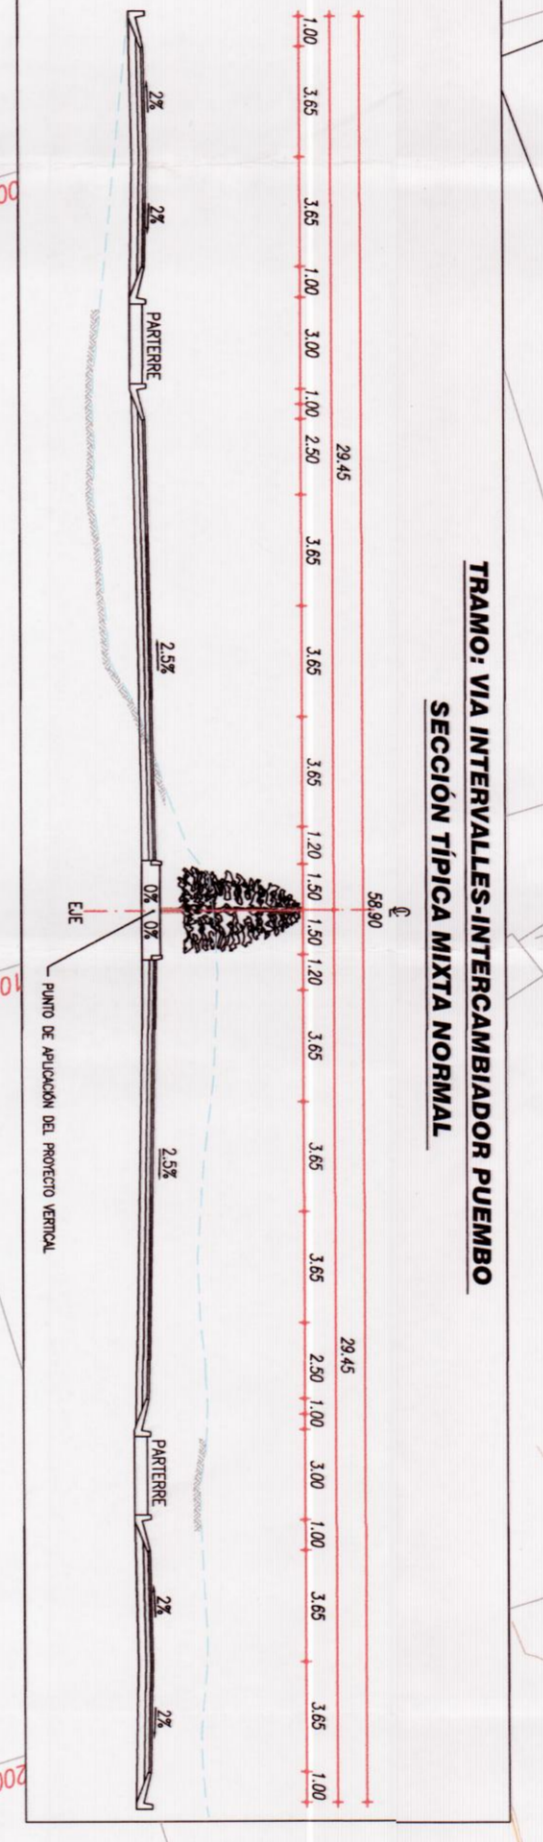 TRAMO: VIA INTERVALLES-INTERCAMBIADOR PUEMBO
SECCIÓN TÍPICA MIXTA NORMAL
℄
58.90
29.45 29.45
1.00 3.65 3.65 1.00 3.00 1.00 2.50 3.65 3.65 3.65 1.20 1.50 1.50 1.20 3.65 3.65 3.65 2.50 1.00 3.00 1.00 3.65 3.65 1.00
2% 2% PARTERRE 2.5% 0% 0% 2.5% PARTERRE 2% 2%
EJE
PUNTO DE APLICACIÓN DEL PROYECTO VERTICAL